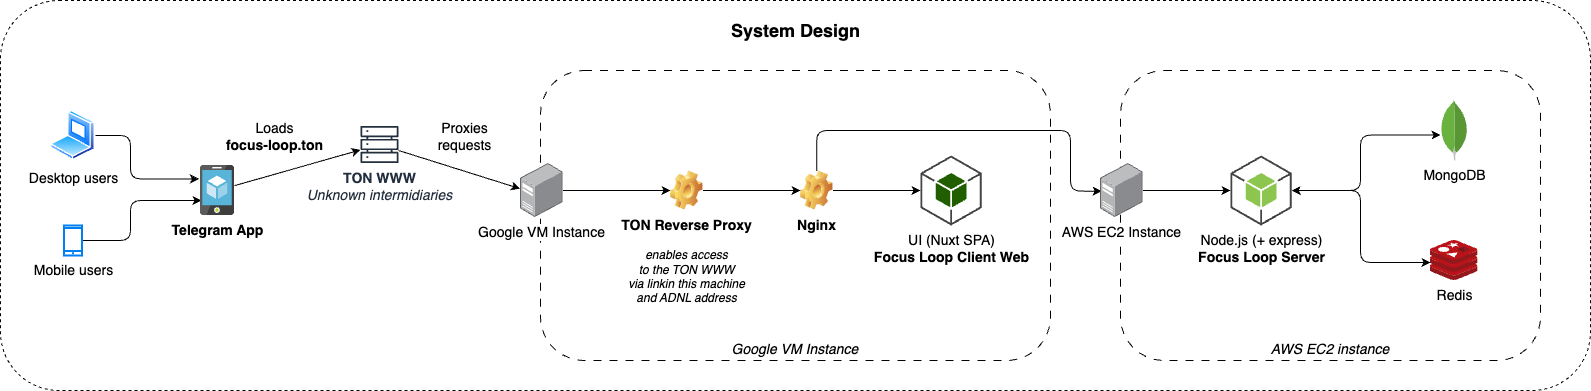 System Design
Desktop users
Mobile users
Telegram App
Loads
focus-loop.ton
TON WWW
Unknown intermidiaries
Proxies
requests
Google VM Instance
TON Reverse Proxy
enables access
to the TON WWW
via linkin this machine
and ADNL address
Nginx
UI (Nuxt SPA)
Focus Loop Client Web
Google VM Instance
AWS EC2 Instance
Node.js (+ express)
Focus Loop Server
MongoDB
Redis
AWS EC2 instance